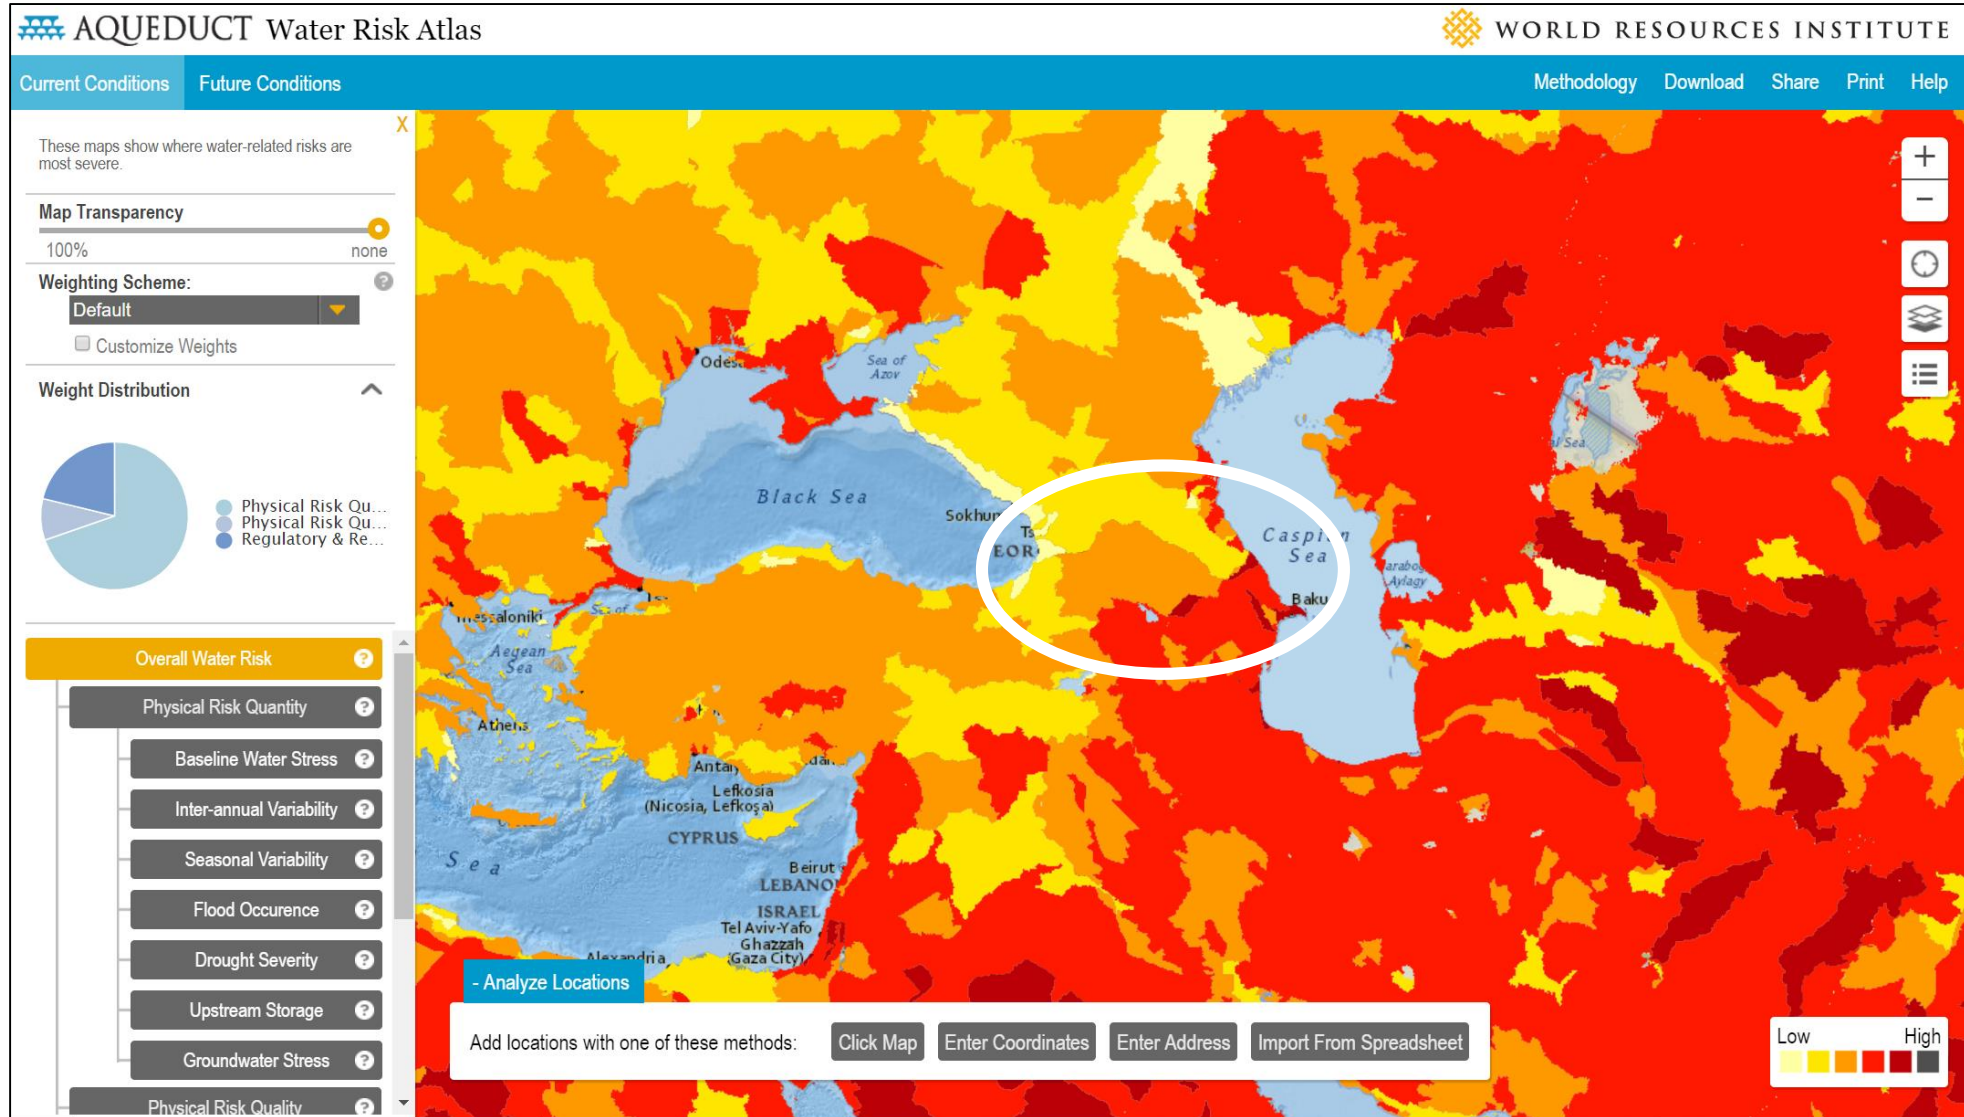 AQUEDUCT Water Risk Atlas
WORLD RESOURCES INSTITUTE
Current Conditions
Future Conditions
Methodology
Download
Share
Print
Help
X
These maps show where water-related risks are
most severe.
Map Transparency
100%
none
Weighting Scheme:
?
Default
Customize Weights
Weight Distribution
Physical Risk Qu...
Physical Risk Qu...
Regulatory & Re...
Overall Water Risk ?
Physical Risk Quantity ?
Baseline Water Stress ?
Inter-annual Variability ?
Seasonal Variability ?
Flood Occurence ?
Drought Severity ?
Upstream Storage ?
Groundwater Stress ?
Physical Risk Quality ?
+
−
Sea of
Azov
Black Sea
Caspian
Sea
Baku
Aylagy
Aegean
Sea
Athens
Lefkosia
(Nicosia, Lefkoşa)
CYPRUS
Sea
Beirut
ISRAEL
Tel Aviv-Yafo
Ghazzah
(Gaza City)
Alexandria
- Analyze Locations
Add locations with one of these methods:
Click Map
Enter Coordinates
Enter Address
Import From Spreadsheet
Low
High